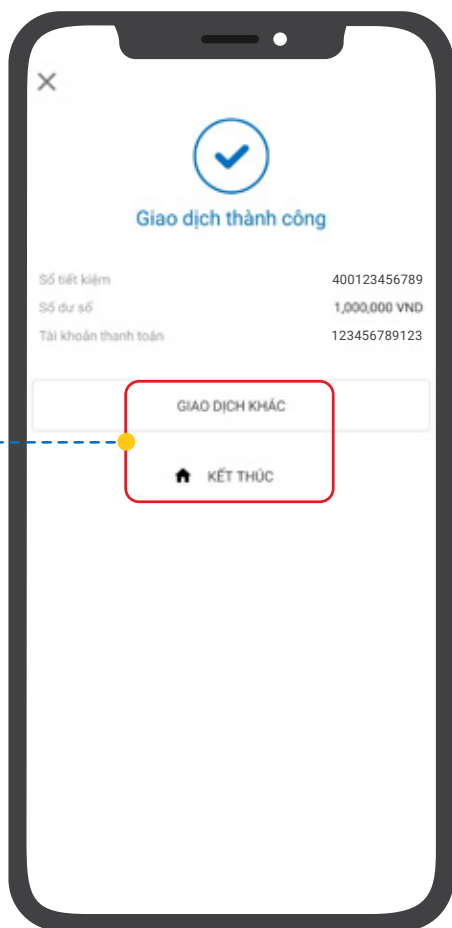 Giao dịch thành công
Số tiết kiệm 400123456789
Số dư số 1,000,000 VND
Tài khoản thanh toán 123456789123
GIAO DỊCH KHÁC
KẾT THÚC